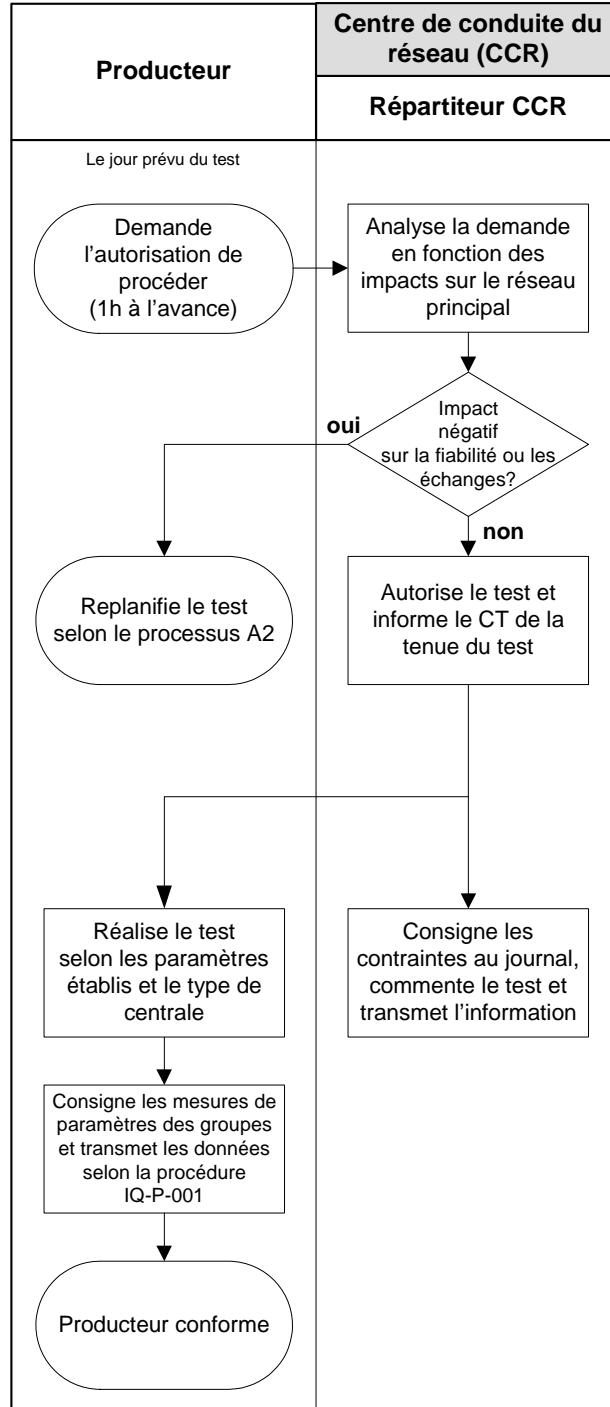 Producteur
Centre de conduite du
réseau (CCR)
Répartiteur CCR
Le jour prévu du test
Demande
l'autorisation de
procéder
(1h à l'avance)
Analyse la demande
en fonction des
impacts sur le réseau
principal
Impact
négatif
sur la fiabilité ou les
échanges?
oui
non
Replanifie le test
selon le processus A2
Autorise le test et
informe le CT de la
tenue du test
Réalise le test
selon les paramètres
établis et le type de
centrale
Consigne les
contraintes au journal,
commente le test et
transmet l'information
Consigne les mesures de
paramètres des groupes
et transmet les données
selon la procédure
IQ-P-001
Producteur conforme